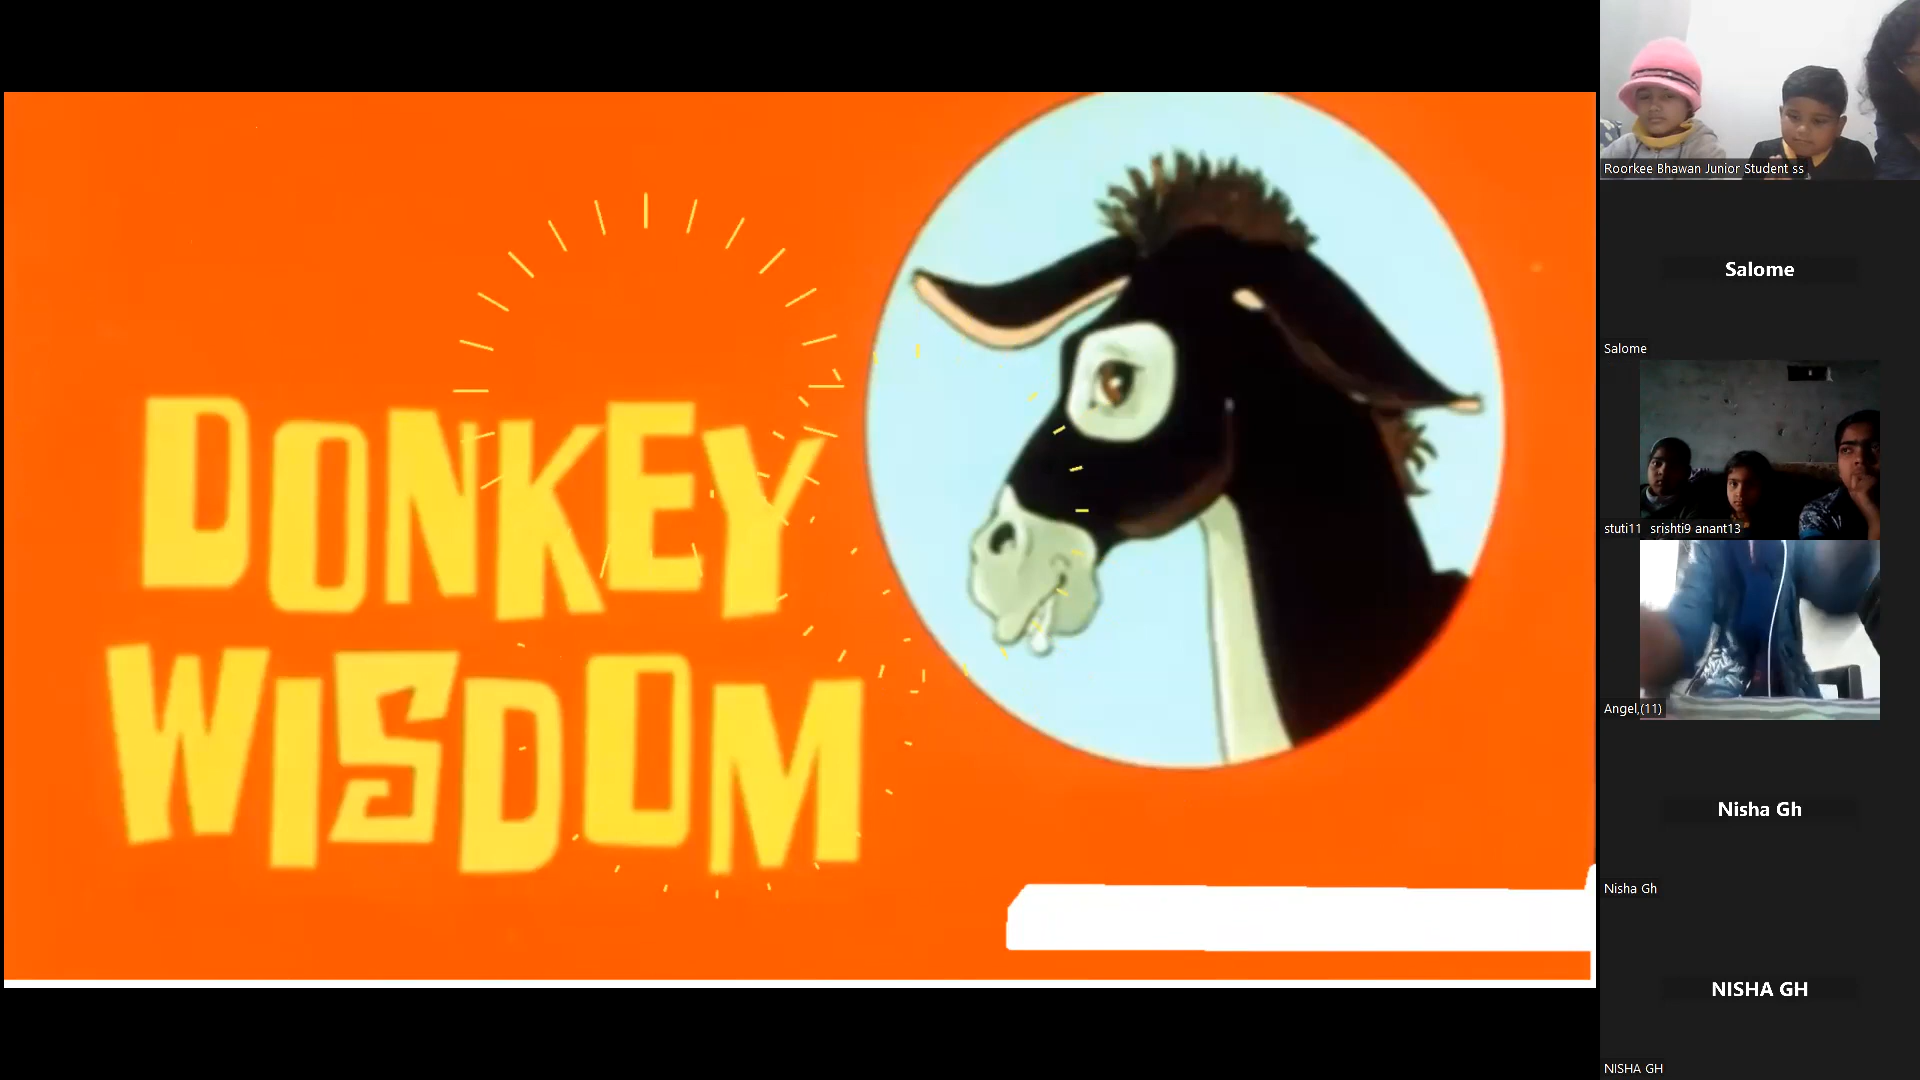 DONKEY
WISDOM
Roorkee Bhawan Junior Student ss
Salome
Salome
stuti11 srishti9 anant13
Angel,(11)
Nisha Gh
Nisha Gh
NISHA GH
NISHA GH